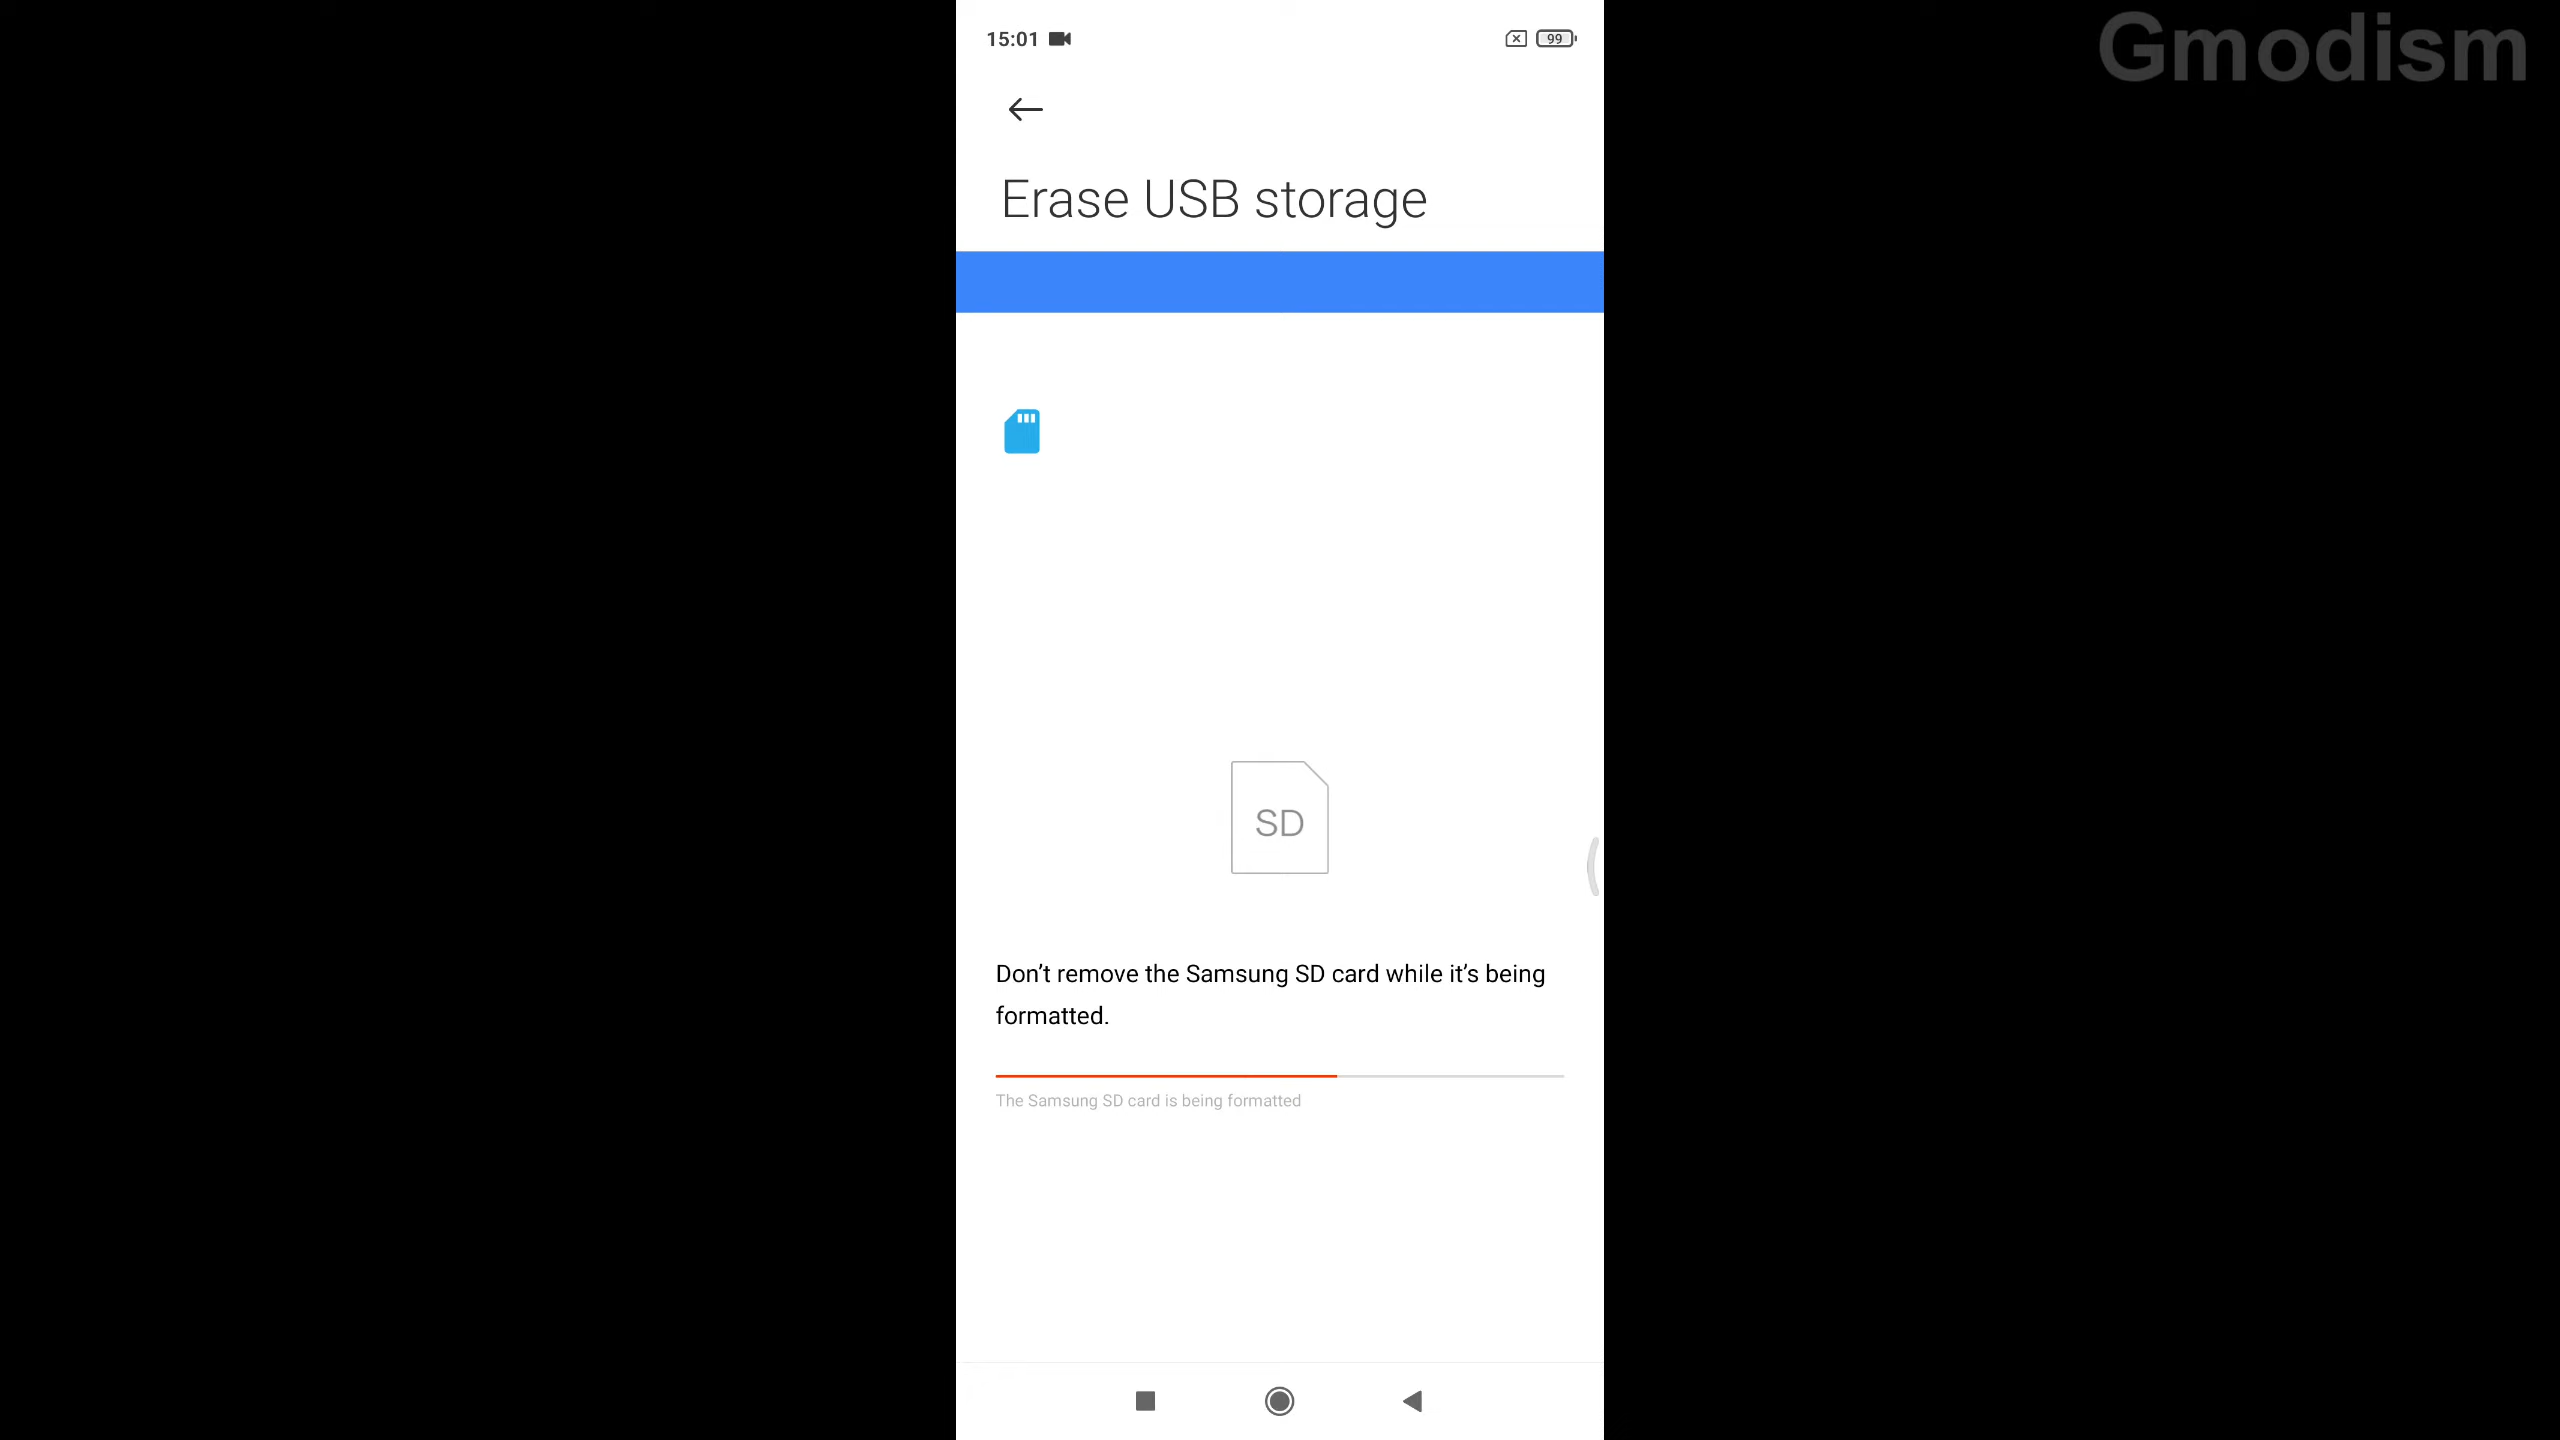 Gmodism
15:01
99
Erase USB storage
SD
Don’t remove the Samsung SD card while it’s being
formatted.
The Samsung SD card is being formatted